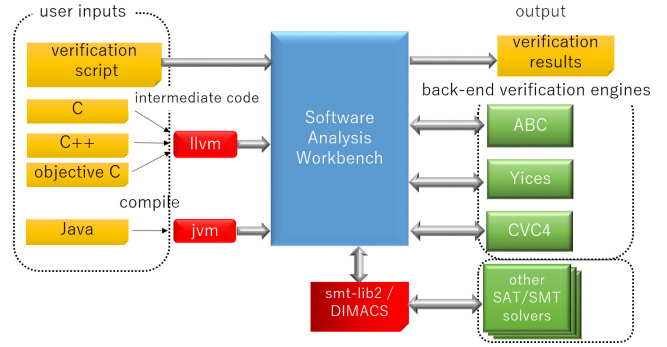 user inputs
output
verification
script
verification
results
intermediate code
back-end verification engines
C
C++
objective C
llvm
Software
Analysis
Workbench
ABC
Yices
compile
Java
jvm
CVC4
smt-lib2 /
DIMACS
other
SAT/SMT
solvers